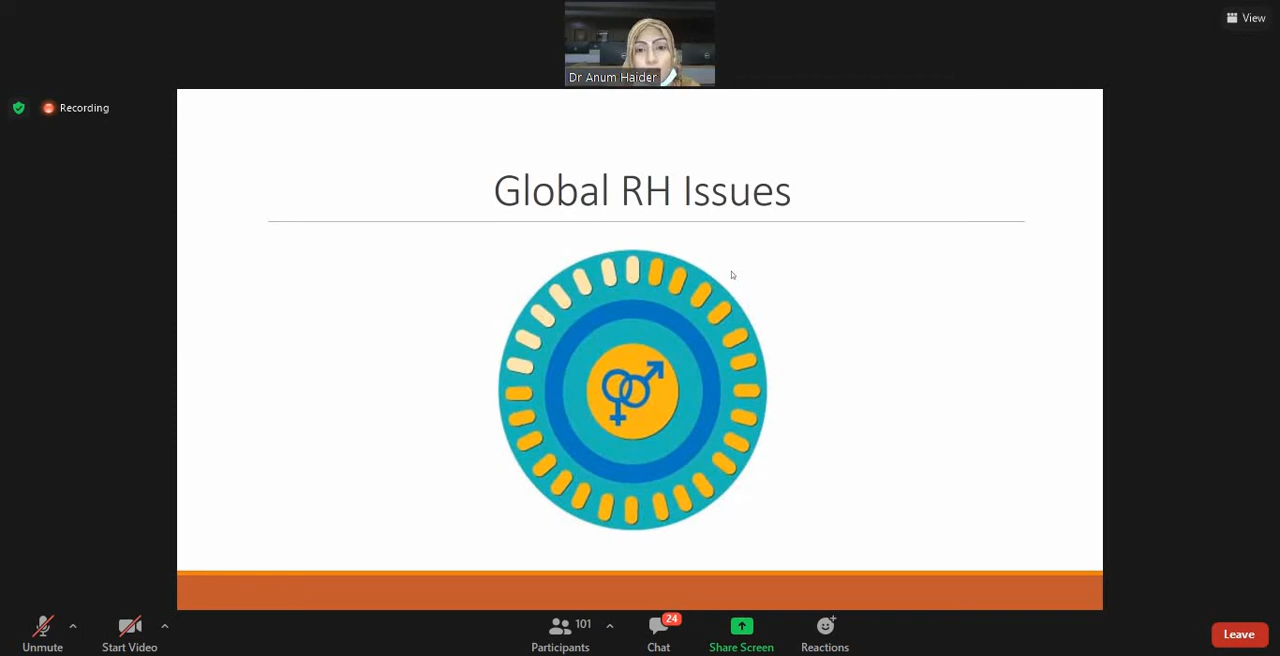 View
Dr Anum Haider
Recording
Global RH Issues
101
24
Unmute
Start Video
Participants
Chat
Share Screen
Reactions
Leave